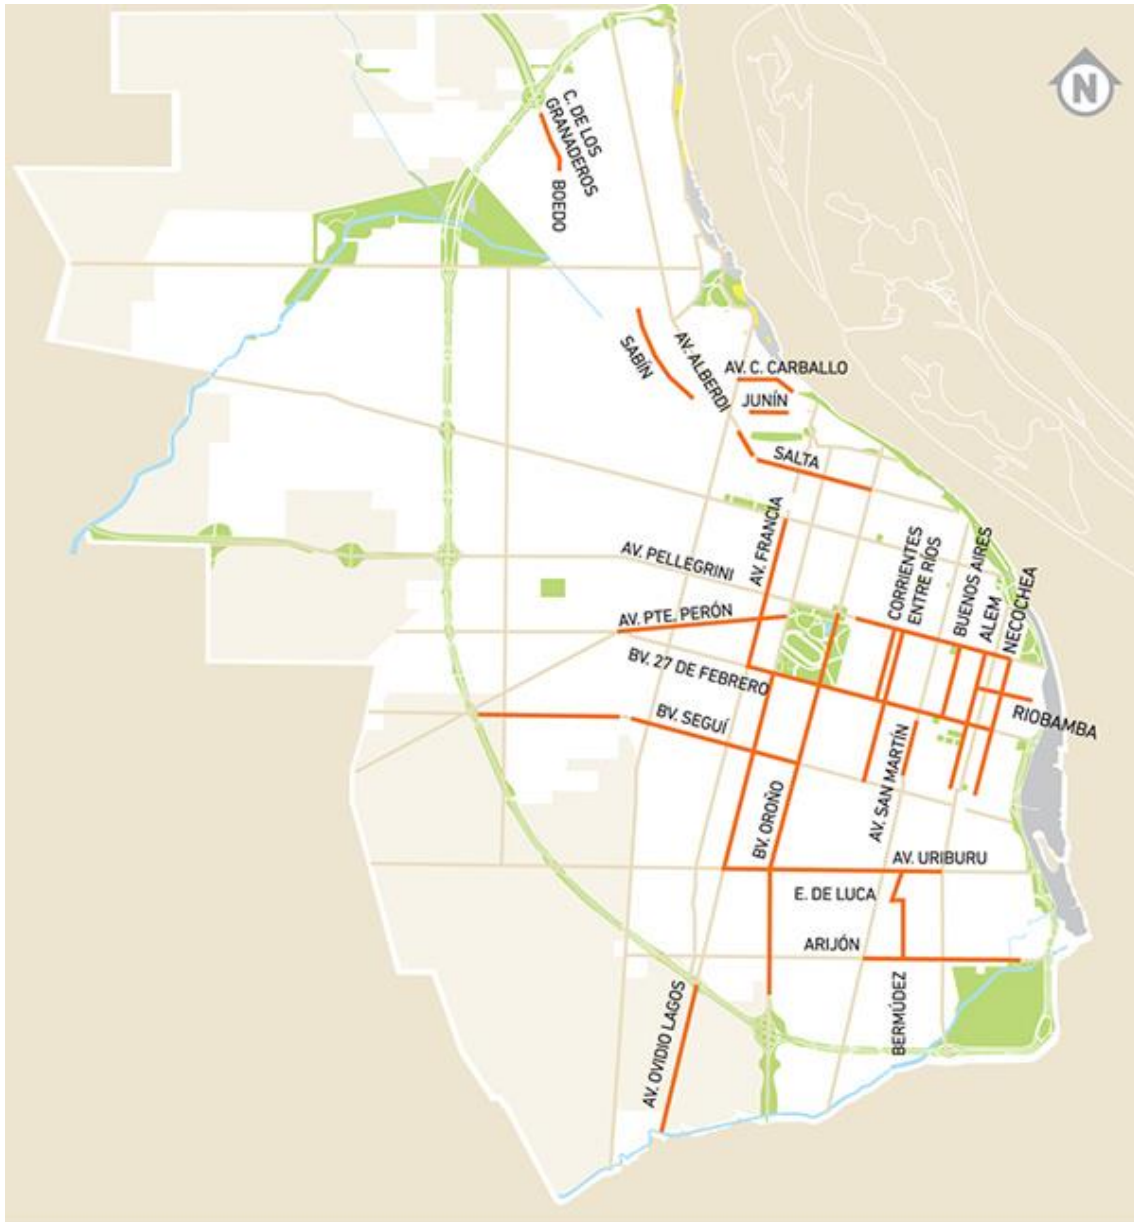 N
C. DE LOS
GRANADEROS
BOEDO
SABÍN
AV. ALBERDI
AV. C. CARBALLO
JUNÍN
SALTA
AV. FRANCIA
AV. PELLEGRINI
CORRIENTES
ENTRE RÍOS
BUENOS AIRES
ALEM
NECOCHEA
AV. PTE. PERÓN
BV. 27 DE FEBRERO
RIOBAMBA
BV. SEGUÍ
AV. SAN MARTÍN
BV. OROÑO
AV. URIBURU
E. DE LUCA
ARIJÓN
BERMÚDEZ
AV. OVIDIO LAGOS